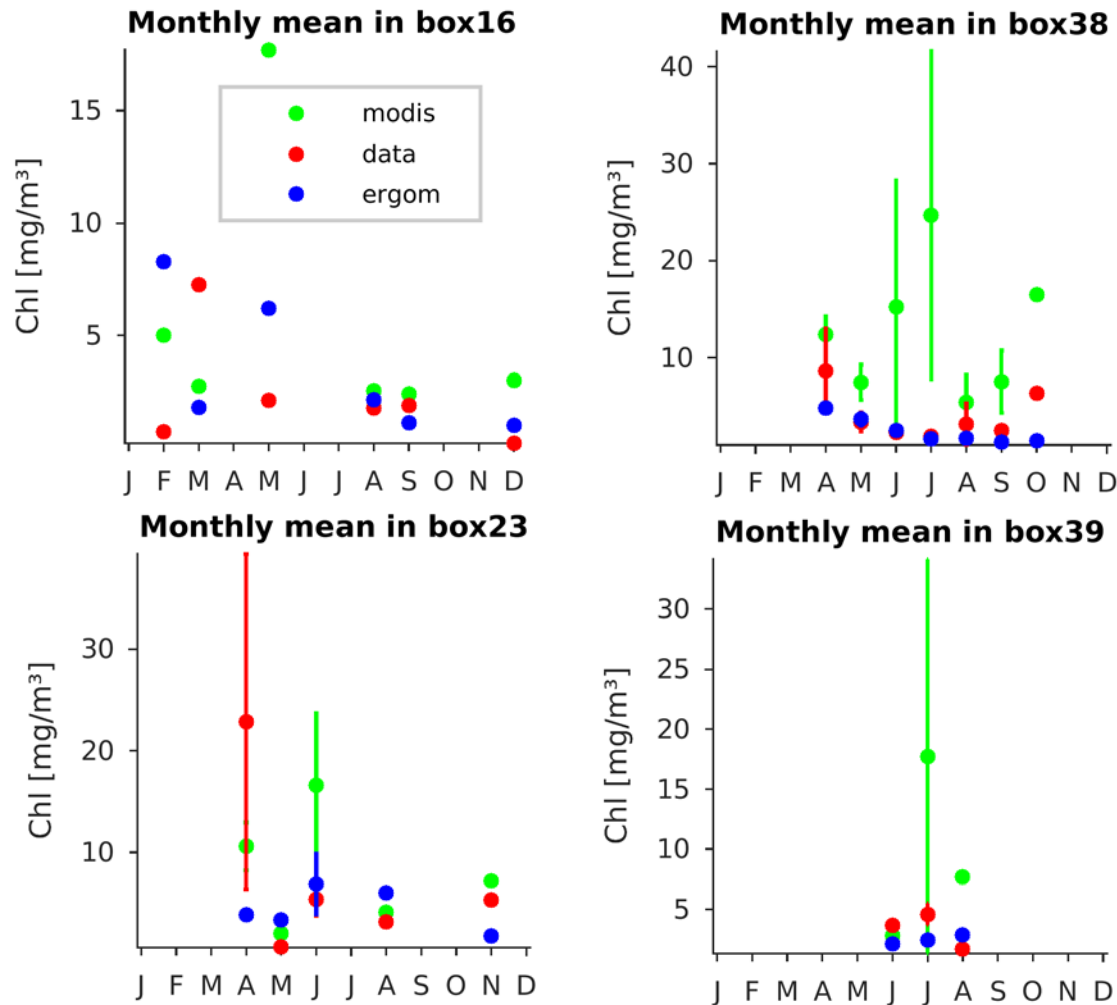 Monthly mean in box16
Chl [mg/m³]
15
10
5
modis
data
ergom
J F M A M J J A S O N D
Monthly mean in box38
Chl [mg/m³]
40
30
20
10
J F M A M J J A S O N D
Monthly mean in box23
Chl [mg/m³]
30
20
10
J F M A M J J A S O N D
Monthly mean in box39
Chl [mg/m³]
30
25
20
15
10
5
J F M A M J J A S O N D